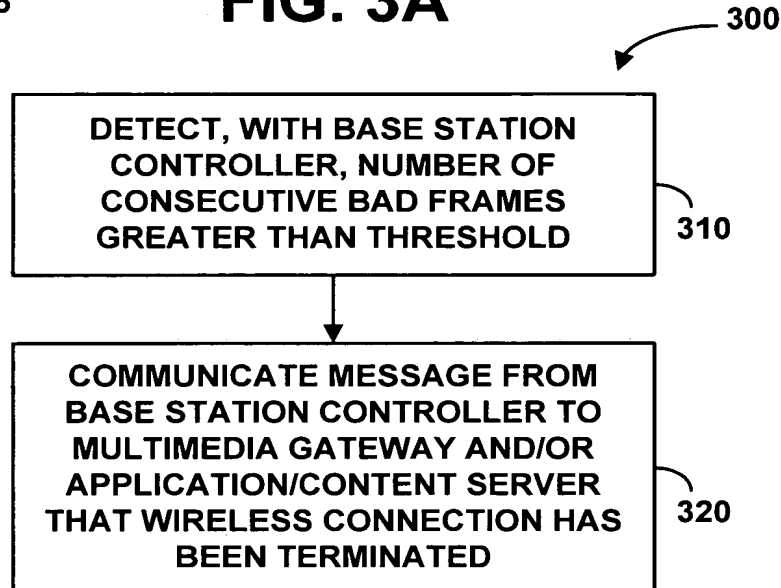 FIG. 3A
300
DETECT, WITH BASE STATION
CONTROLLER, NUMBER OF
CONSECUTIVE BAD FRAMES
GREATER THAN THRESHOLD
310
COMMUNICATE MESSAGE FROM
BASE STATION CONTROLLER TO
MULTIMEDIA GATEWAY AND/OR
APPLICATION/CONTENT SERVER
THAT WIRELESS CONNECTION HAS
BEEN TERMINATED
320